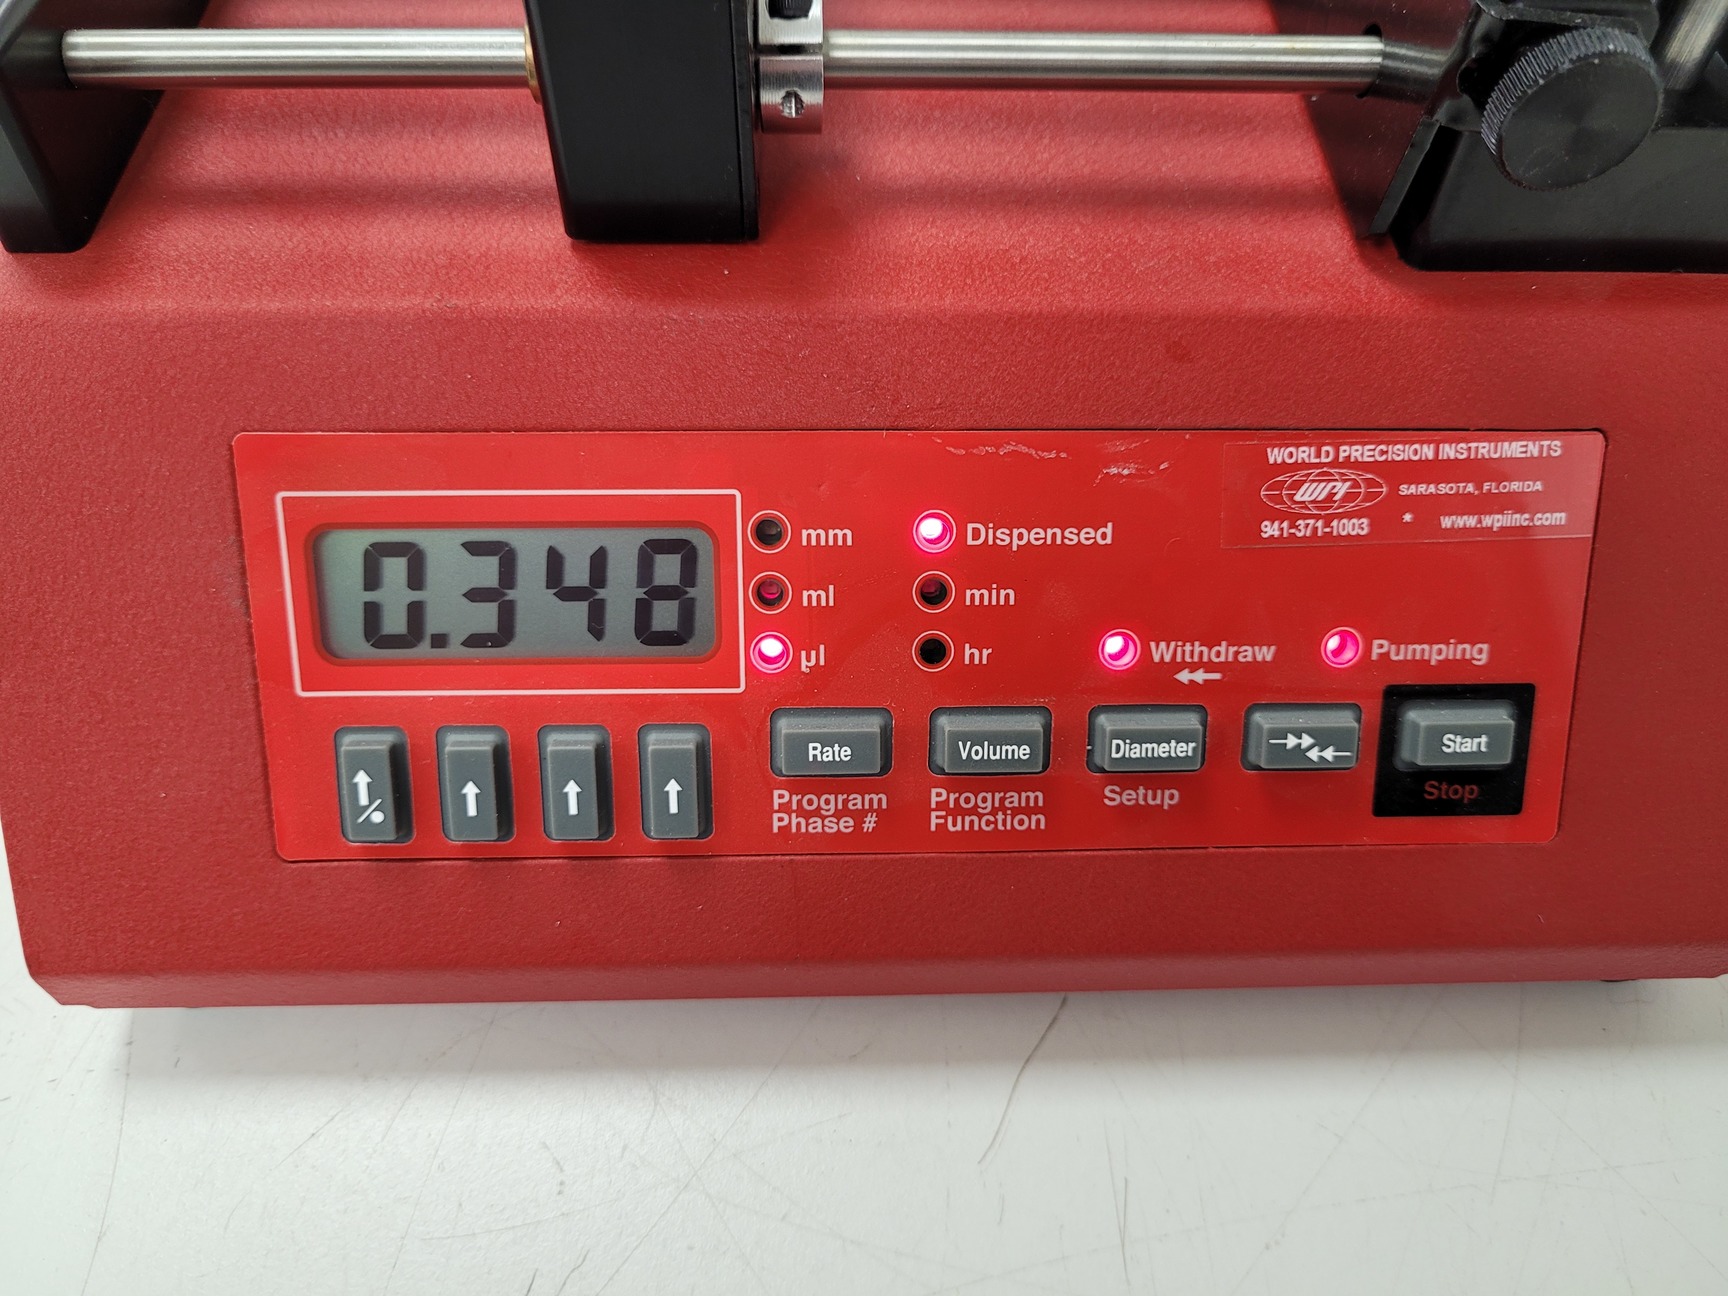 WORLD PRECISION INSTRUMENTS
WPI SARASOTA, FLORIDA
941-371-1003 * www.wpiinc.com
0.348
mm Dispensed
ml min
µl hr Withdraw Pumping
Rate Volume Diameter Start
Program Phase # Program Function Setup Stop